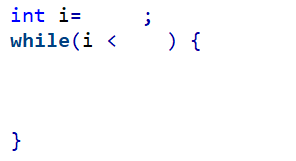 int i=     ;
while(i <    ) {
}